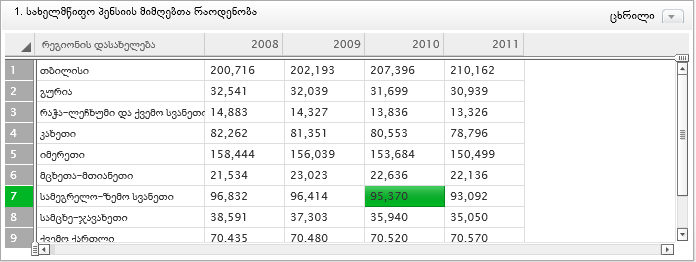 1. სახელმწიფო პენსიის მიმღებთა რაოდენობა ცხრილი
რეგიონის დასახელება 2008 2009 2010 2011
1 თბილისი 200,716 202,193 207,396 210,162
2 გურია 32,541 32,039 31,699 30,939
3 რაჭა-ლეჩხუმი და ქვემო სვანეთი 14,883 14,327 13,836 13,326
4 კახეთი 82,262 81,351 80,553 78,796
5 იმერეთი 158,444 156,039 153,684 150,499
6 მცხეთა-მთიანეთი 21,534 23,023 22,636 22,136
7 სამეგრელო-ზემო სვანეთი 96,832 96,414 95,370 93,092
8 სამცხე-ჯავახეთი 38,591 37,303 35,940 35,050
9 ქვემო ქართლი 70,435 70,480 70,520 70,570